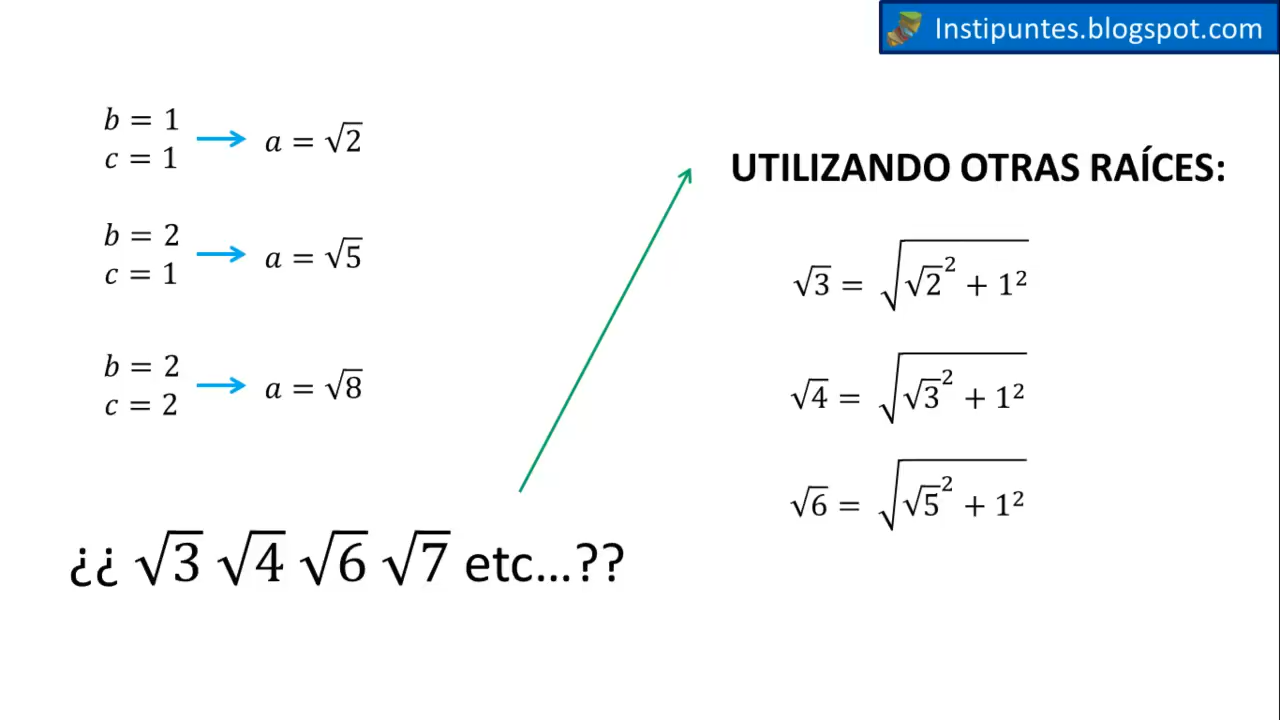 Instipuntes.blogspot.com
b = 1
c = 1
→ a = √2
b = 2
c = 1
→ a = √5
b = 2
c = 2
→ a = √8
¿¿ √3 √4 √6 √7 etc...??
UTILIZANDO OTRAS RAÍCES:
√3 = √(√2² + 1²)
√4 = √(√3² + 1²)
√6 = √(√5² + 1²)